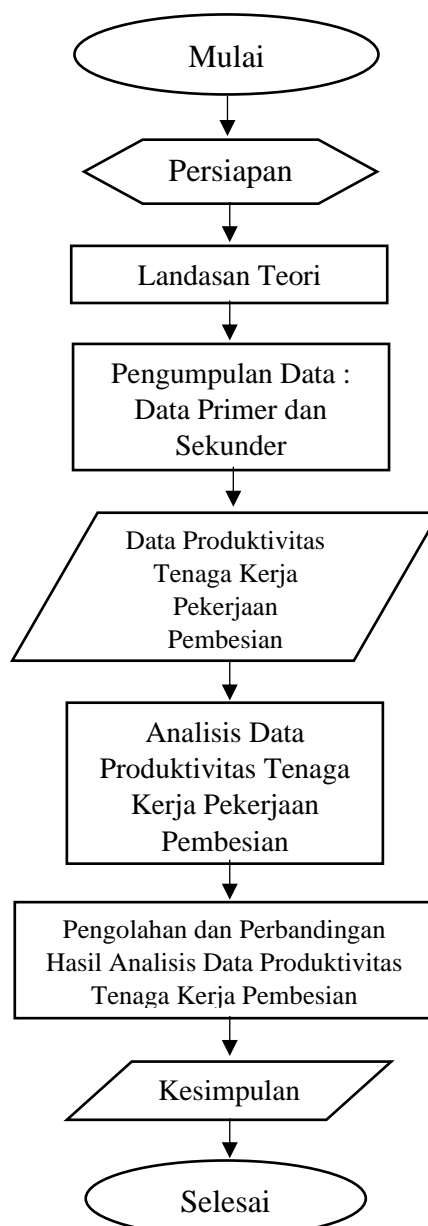 Mulai
Persiapan
Landasan Teori
Pengumpulan Data :
Data Primer dan
Sekunder
Data Produktivitas
Tenaga Kerja
Pekerjaan
Pembesian
Analisis Data
Produktivitas Tenaga
Kerja Pekerjaan
Pembesian
Pengolahan dan Perbandingan
Hasil Analisis Data Produktivitas
Tenaga Kerja Pembesian
Kesimpulan
Selesai